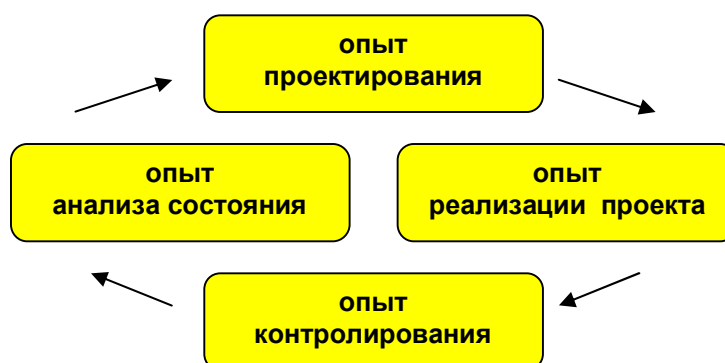 опыт
проектирования
опыт
анализа состояния
опыт
реализации проекта
опыт
контролирования